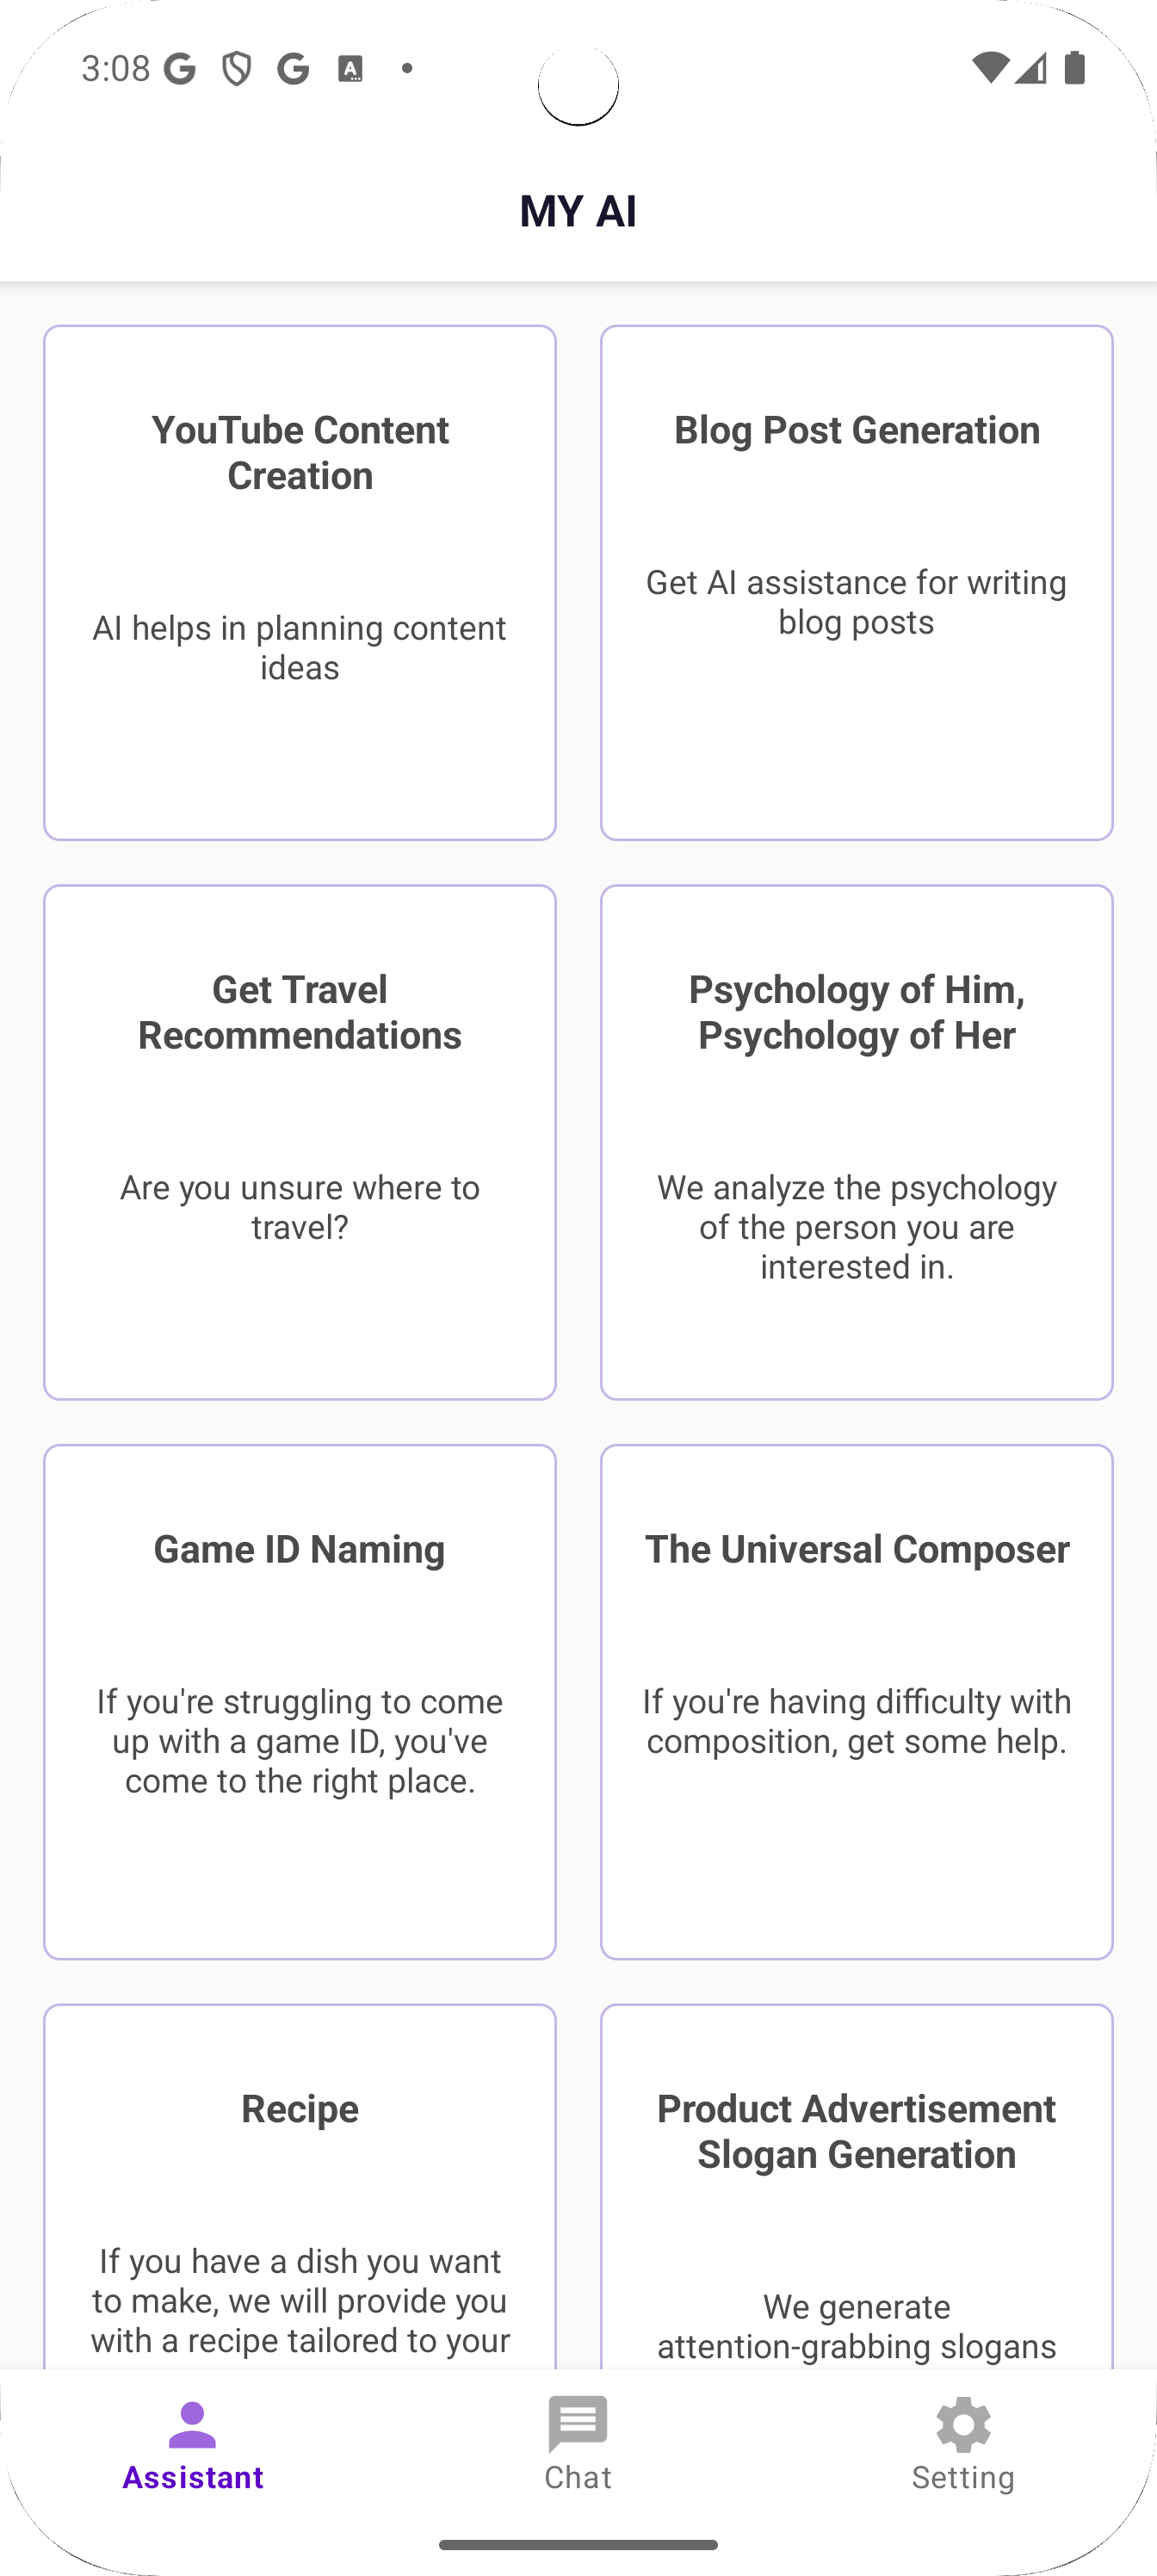 3:08
MY AI
YouTube Content
Creation
AI helps in planning content
ideas
Blog Post Generation
Get AI assistance for writing
blog posts
Get Travel
Recommendations
Are you unsure where to
travel?
Psychology of Him,
Psychology of Her
We analyze the psychology
of the person you are
interested in.
Game ID Naming
If you're struggling to come
up with a game ID, you've
come to the right place.
The Universal Composer
If you're having difficulty with
composition, get some help.
Recipe
If you have a dish you want
to make, we will provide you
with a recipe tailored to your
Product Advertisement
Slogan Generation
We generate
attention-grabbing slogans
Assistant
Chat
Setting